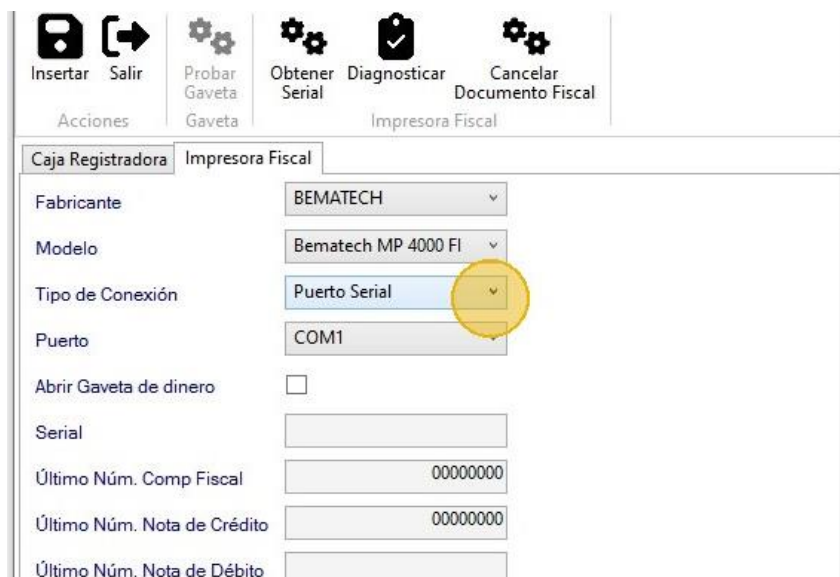 Insertar Salir Probar Gaveta Obtener Serial Diagnosticar Cancelar Documento Fiscal
Acciones Gaveta Impresora Fiscal
Caja Registradora Impresora Fiscal
Fabricante BEMATECH
Modelo Bematech MP 4000 FI
Tipo de Conexión Puerto Serial
Puerto COM1
Abrir Gaveta de dinero
Serial
Último Núm. Comp Fiscal 00000000
Último Núm. Nota de Crédito 00000000
Último Núm. Nota de Débito